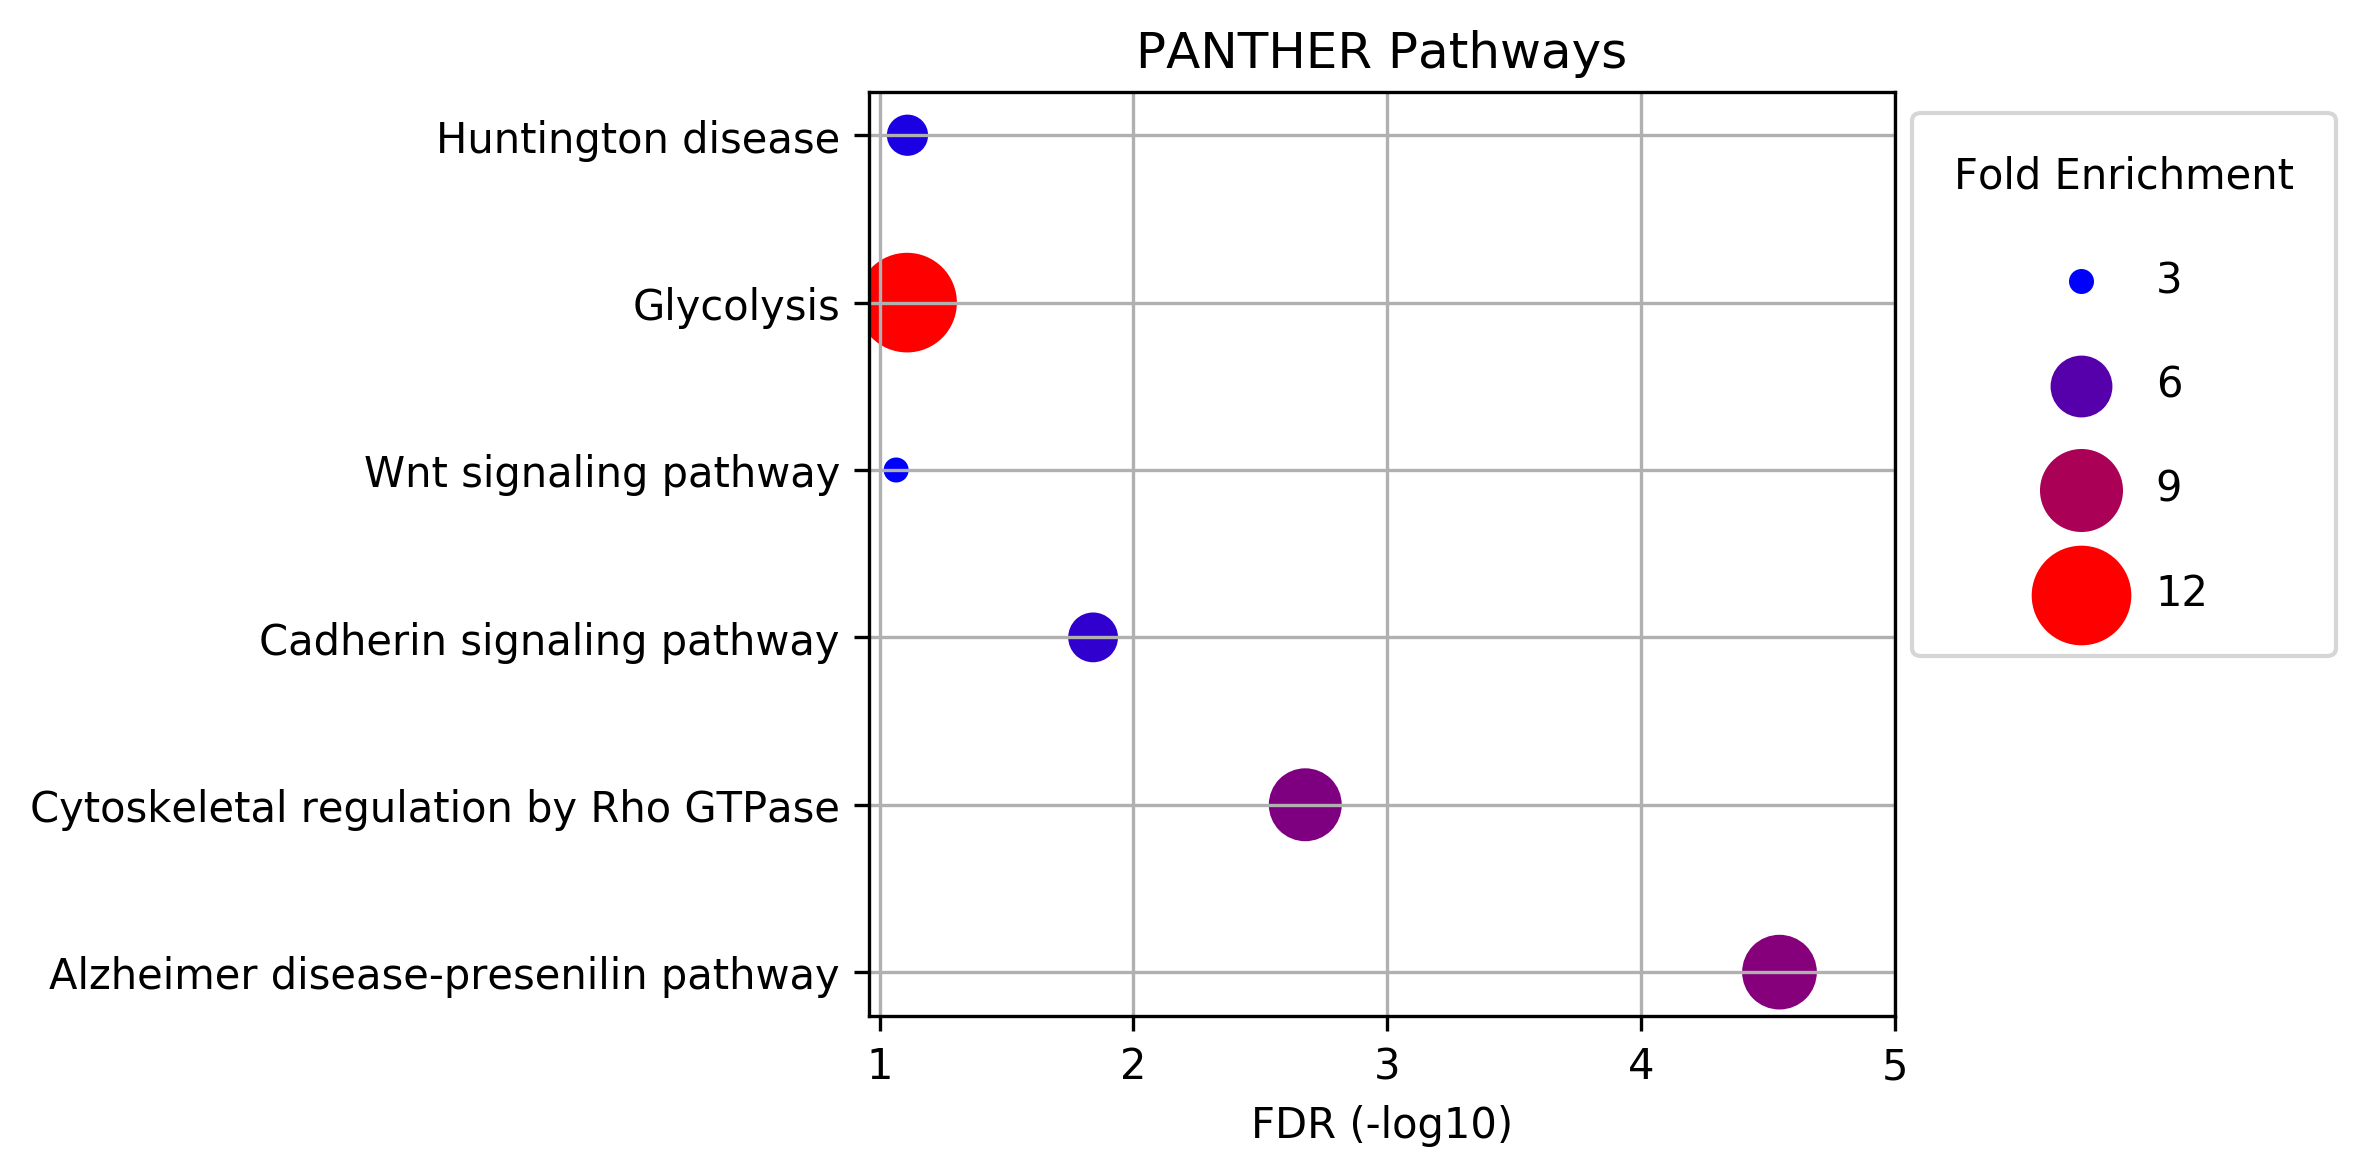 PANTHER Pathways
Huntington disease
Glycolysis
Wnt signaling pathway
Cadherin signaling pathway
Cytoskeletal regulation by Rho GTPase
Alzheimer disease-presenilin pathway
1 2 3 4 5
FDR (-log10)
Fold Enrichment
3
6
9
12